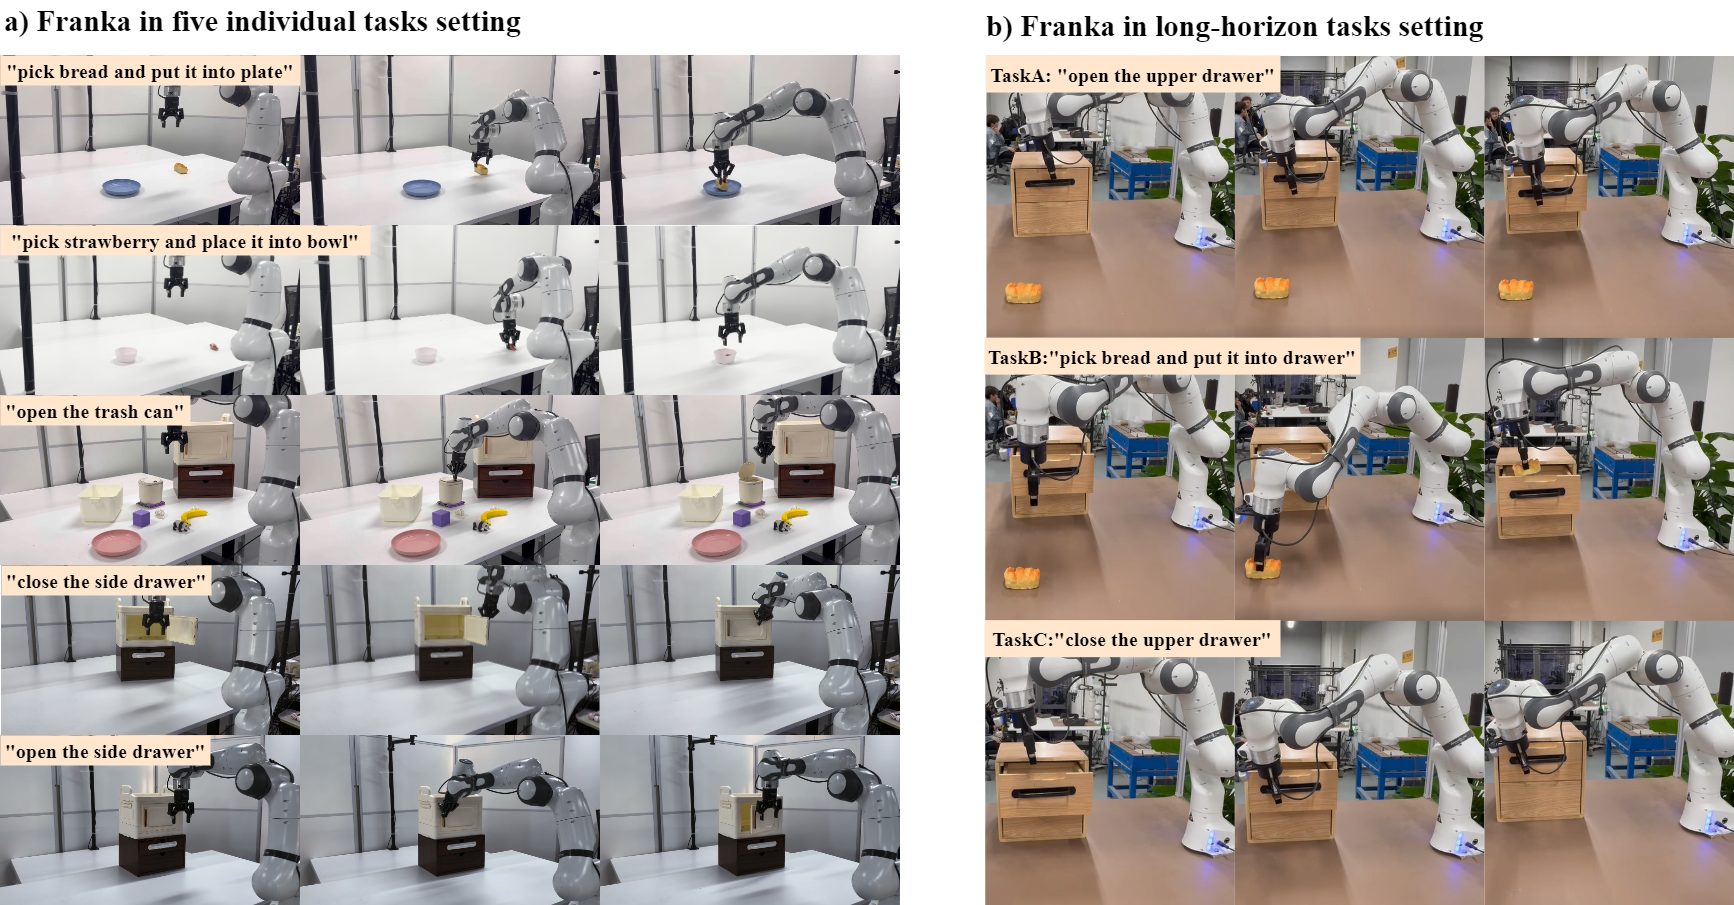 a) Franka in five individual tasks setting
"pick bread and put it into plate"
"pick strawberry and place it into bowl"
"open the trash can"
"close the side drawer"
"open the side drawer"
b) Franka in long-horizon tasks setting
TaskA: "open the upper drawer"
TaskB:"pick bread and put it into drawer"
TaskC:"close the upper drawer"